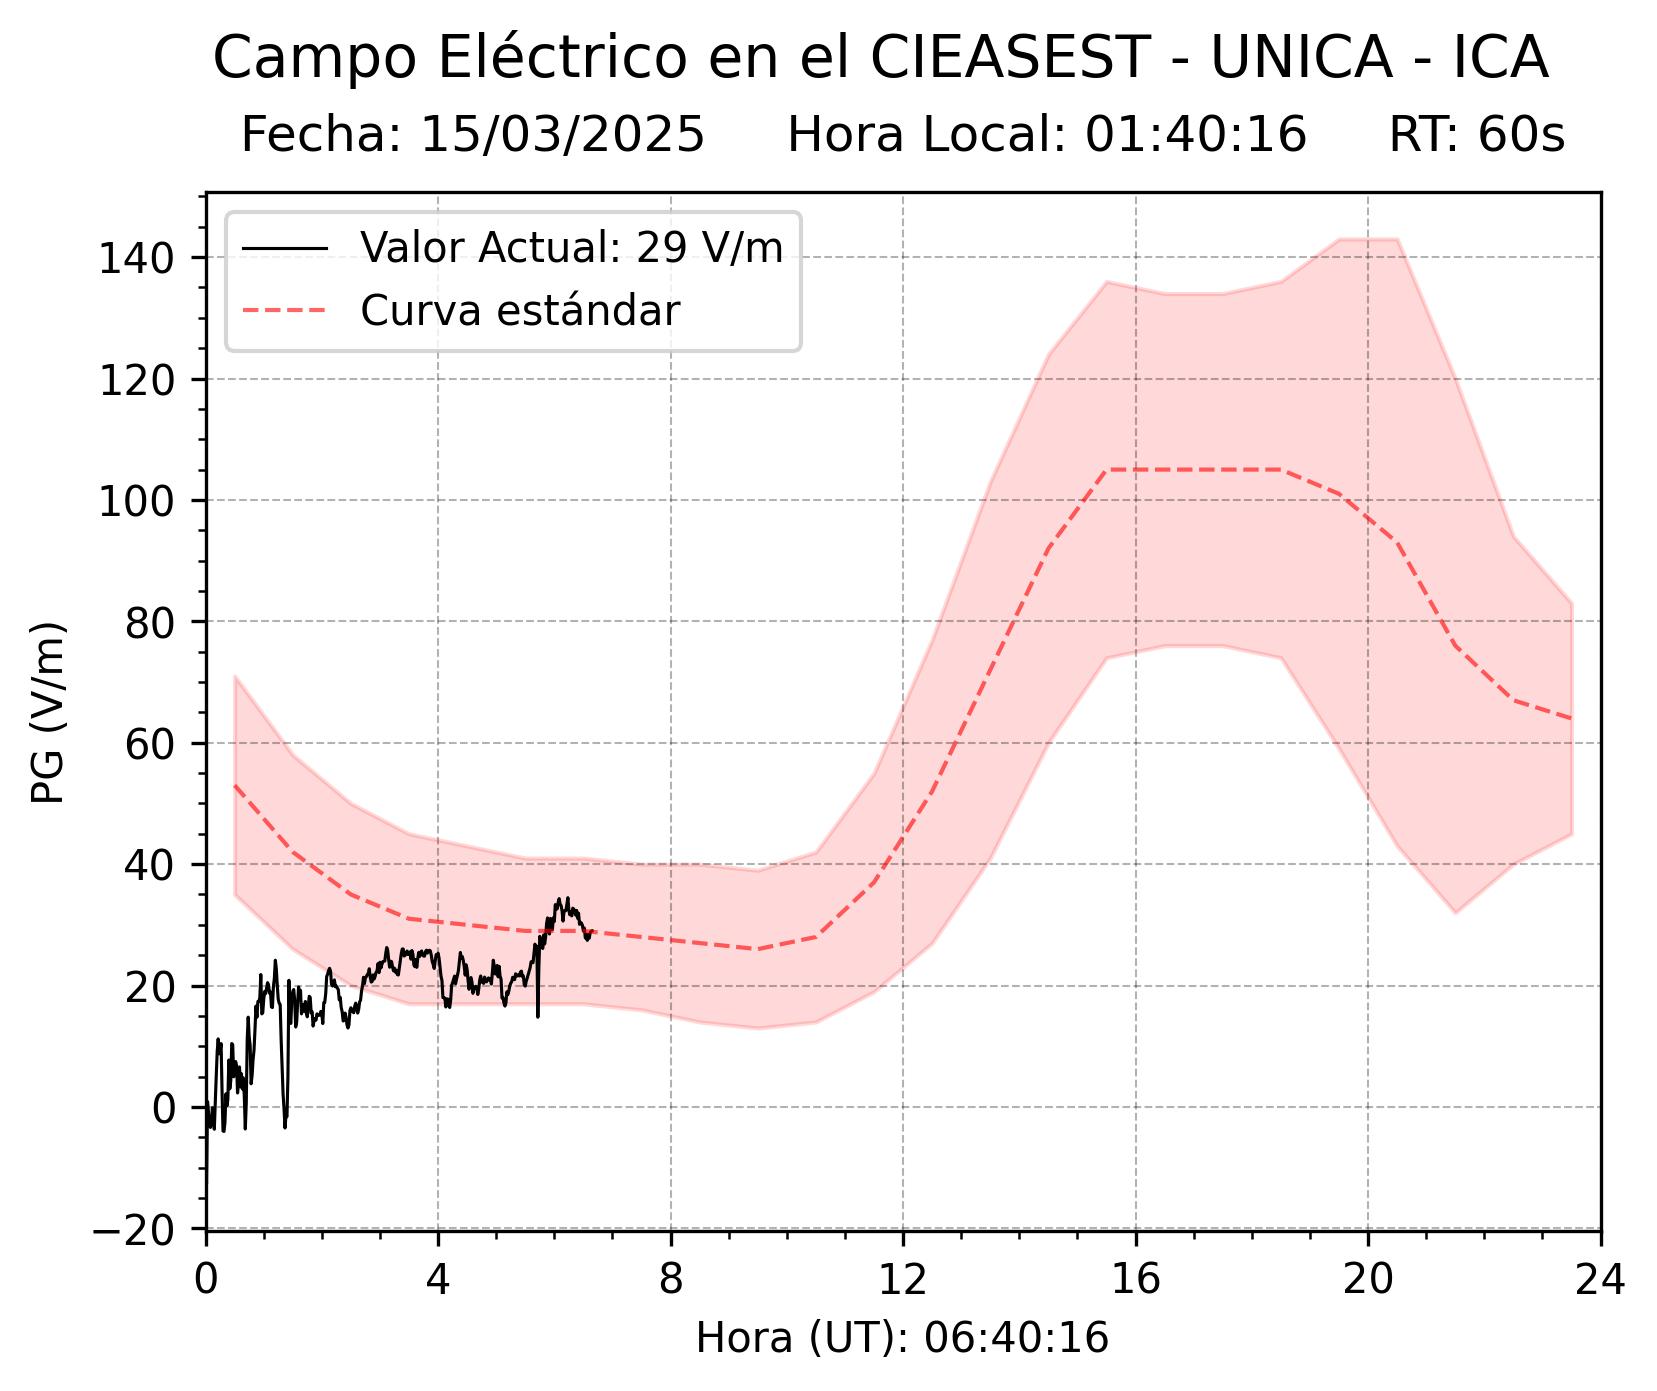 Campo Eléctrico en el CIEASEST - UNICA - ICA
Fecha: 15/03/2025 Hora Local: 01:40:16 RT: 60s
Valor Actual: 29 V/m
Curva estándar
PG (V/m)
140
120
100
80
60
40
20
0
−20
0 4 8 12 16 20 24
Hora (UT): 06:40:16